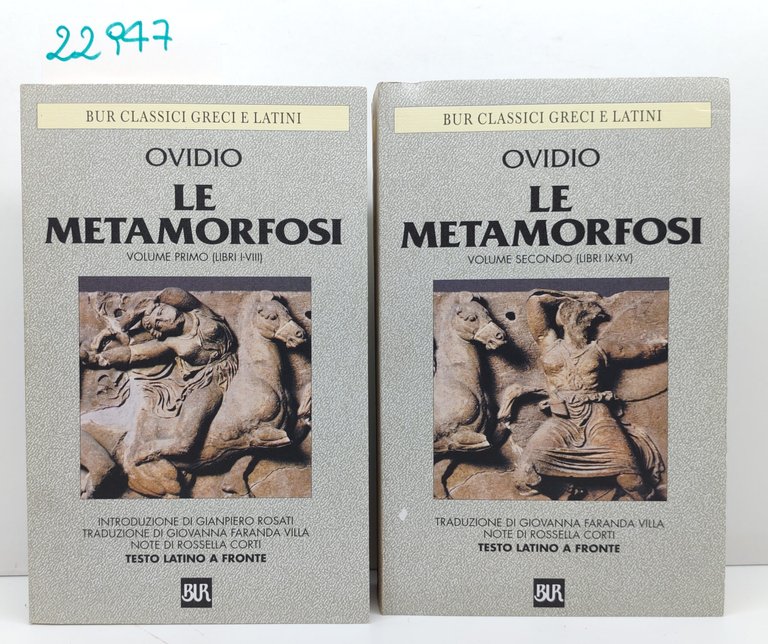 22947
BUR CLASSICI GRECI E LATINI
OVIDIO
LE
METAMORFOSI
VOLUME PRIMO (LIBRI I-VIII)
INTRODUZIONE DI GIANPIERO ROSATI
TRADUZIONE DI GIOVANNA FARANDA VILLA
NOTE DI ROSSELLA CORTI
TESTO LATINO A FRONTE
BUR
BUR CLASSICI GRECI E LATINI
OVIDIO
LE
METAMORFOSI
VOLUME SECONDO (LIBRI IX-XV)
TRADUZIONE DI GIOVANNA FARANDA VILLA
NOTE DI ROSSELLA CORTI
TESTO LATINO A FRONTE
BUR